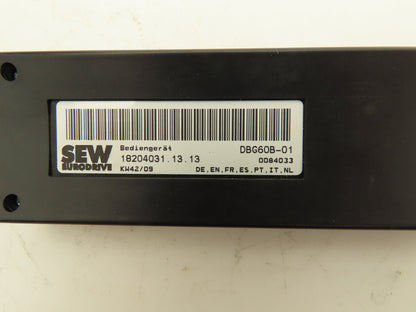 SEW
EURODRIVE
Bediengerät DBG60B-01
18204031.13.13 0084033
KW42/09 DE,EN,FR,ES,PT,IT,NL